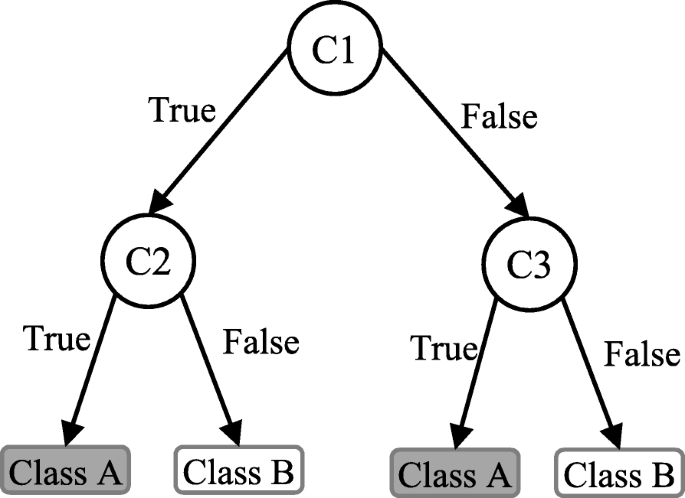 C1
True
False
C2
C3
True
False
True
False
Class A
Class B
Class A
Class B